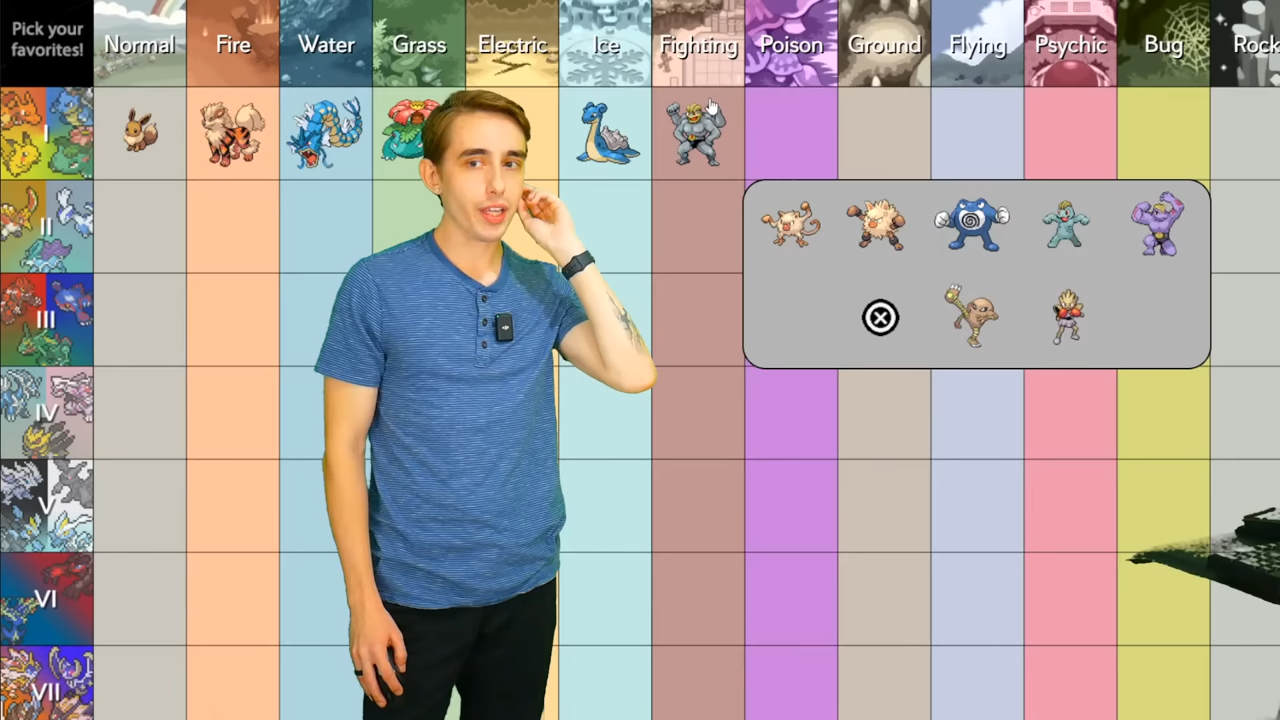 Pick your
favorites!
Normal
Fire
Water
Grass
Electric
Ice
Fighting
Poison
Ground
Flying
Psychic
Bug
Rock
I
II
III
IV
V
VI
VII